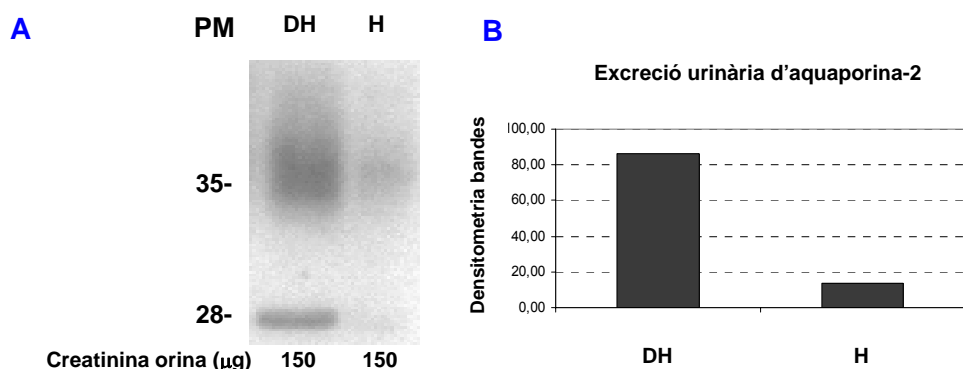 A
PM DH H
35-
28-
Creatinina orina (µg) 150 150
B
Excreció urinària d'aquaporina-2
Densitometria bandes
100,00
80,00
60,00
40,00
20,00
0,00
DH H